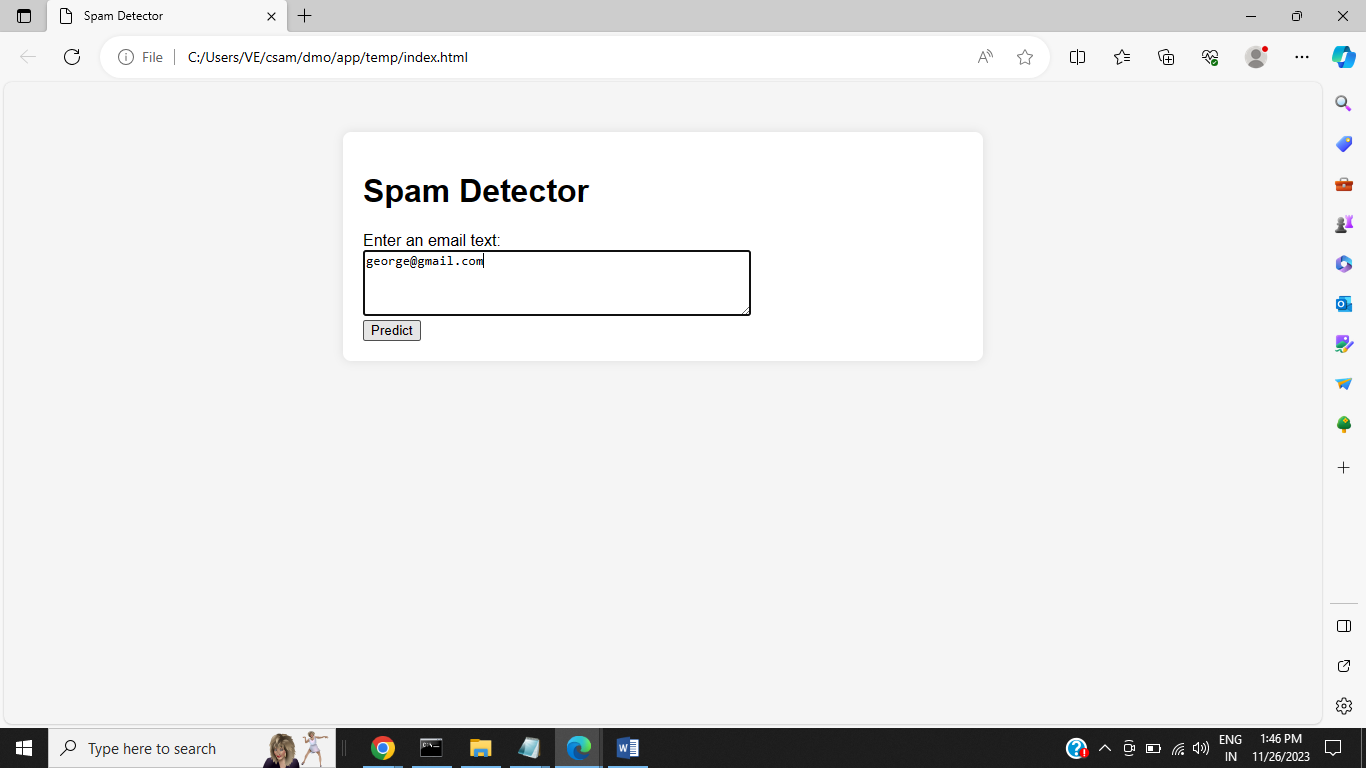 Spam Detector
File
C:/Users/VE/csam/dmo/app/temp/index.html
Spam Detector
Enter an email text:
george@gmail.com
Predict
Type here to search
ENG
IN
1:46 PM
11/26/2023